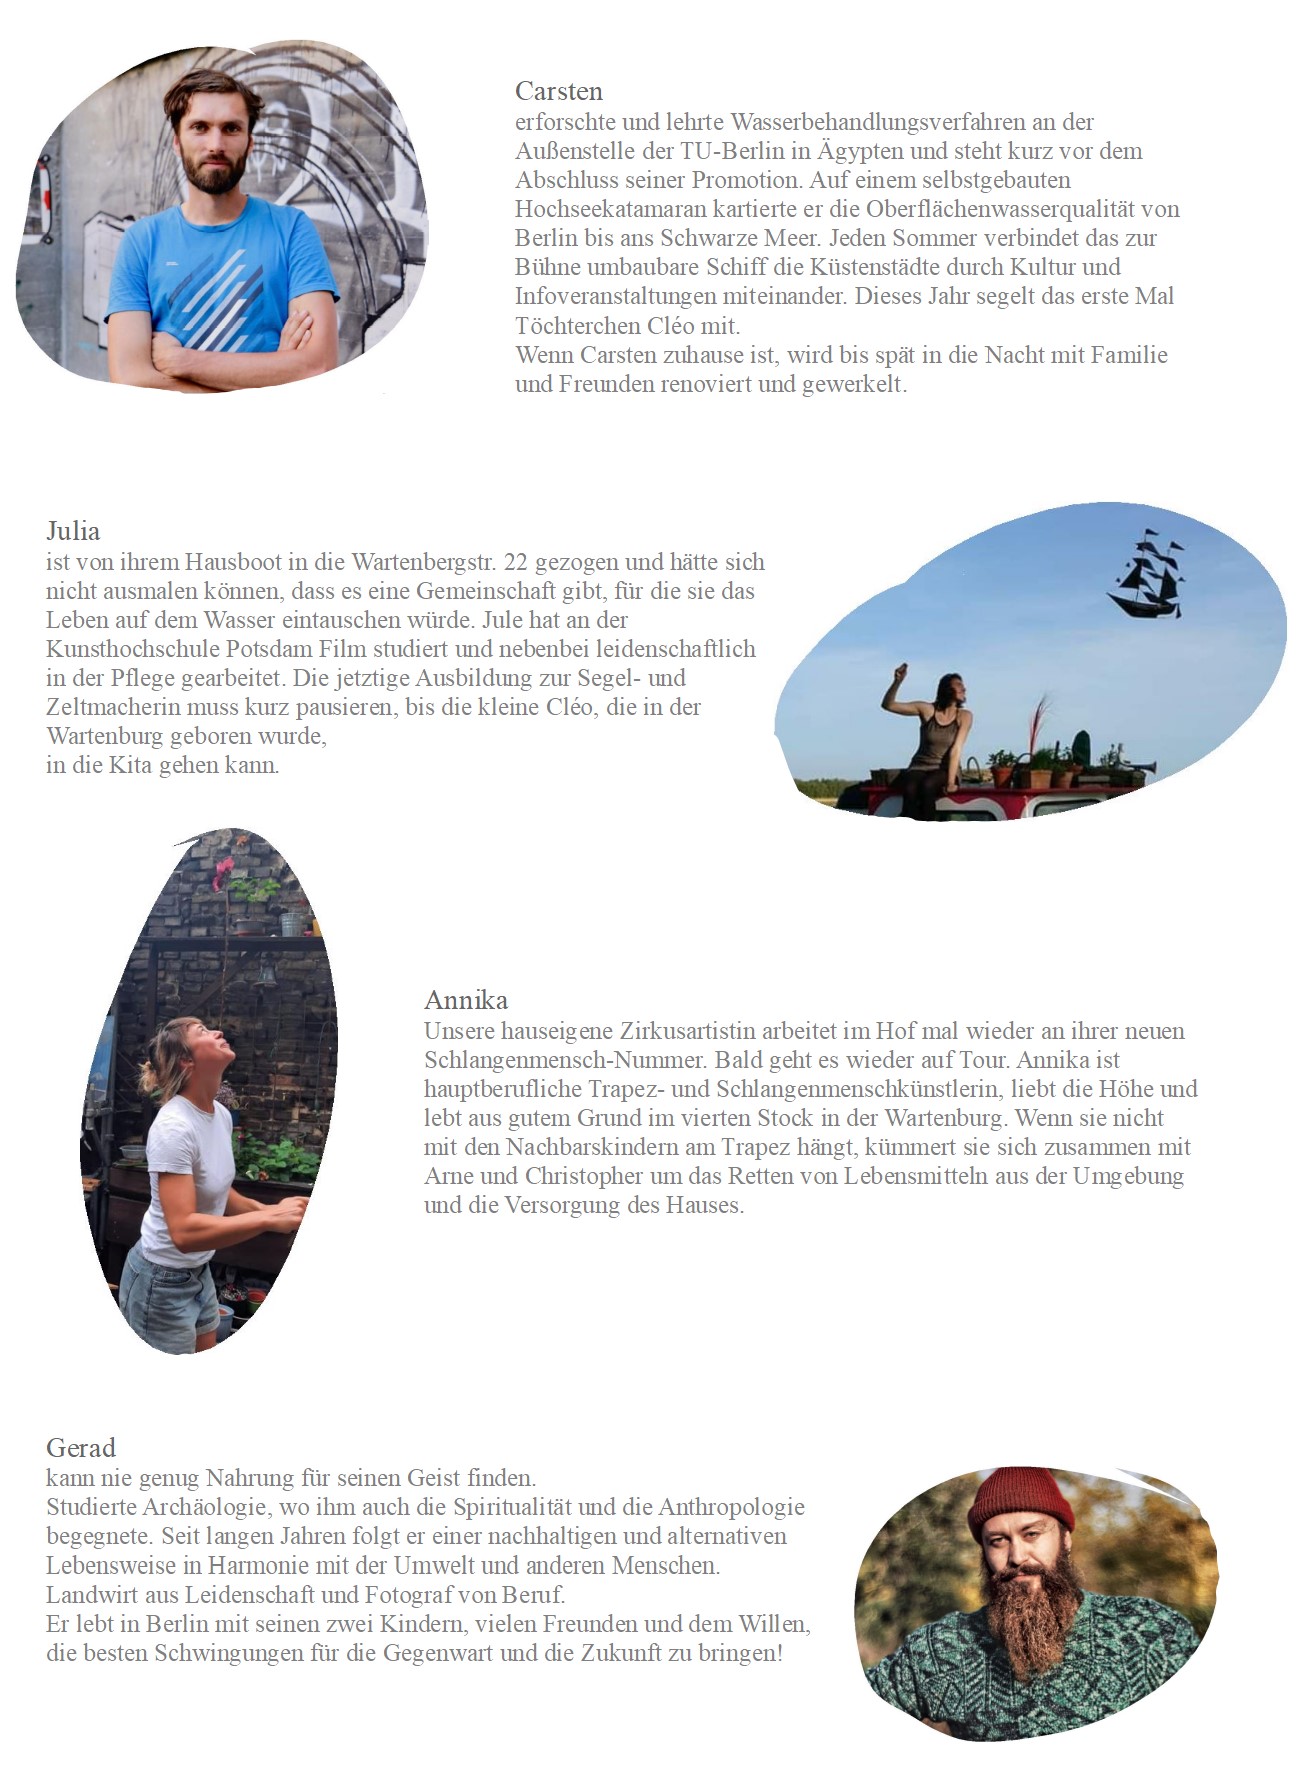 Carsten
erforschte und lehrte Wasserbehandlungsverfahren an der
Außenstelle der TU-Berlin in Ägypten und steht kurz vor dem
Abschluss seiner Promotion. Auf einem selbstgebauten
Hochseekatamaran kartierte er die Oberflächenwasserqualität von
Berlin bis ans Schwarze Meer. Jeden Sommer verbindet das zur
Bühne umbaubare Schiff die Küstenstädte durch Kultur und
Infoveranstaltungen miteinander. Dieses Jahr segelt das erste Mal
Töchterchen Cléo mit.
Wenn Carsten zuhause ist, wird bis spät in die Nacht mit Familie
und Freunden renoviert und gewerkelt.
Julia
ist von ihrem Hausboot in die Wartenbergstr. 22 gezogen und hätte sich
nicht ausmalen können, dass es eine Gemeinschaft gibt, für die sie das
Leben auf dem Wasser eintauschen würde. Jule hat an der
Kunsthochschule Potsdam Film studiert und nebenbei leidenschaftlich
in der Pflege gearbeitet. Die jetztige Ausbildung zur Segel- und
Zeltmacherin muss kurz pausieren, bis die kleine Cléo, die in der
Wartenburg geboren wurde,
in die Kita gehen kann.
Annika
Unsere hauseigene Zirkusartistin arbeitet im Hof mal wieder an ihrer neuen
Schlangenmensch-Nummer. Bald geht es wieder auf Tour. Annika ist
hauptberufliche Trapez- und Schlangenmenschkünstlerin, liebt die Höhe und
lebt aus gutem Grund im vierten Stock in der Wartenburg. Wenn sie nicht
mit den Nachbarskindern am Trapez hängt, kümmert sie sich zusammen mit
Arne und Christopher um das Retten von Lebensmitteln aus der Umgebung
und die Versorgung des Hauses.
Gerad
kann nie genug Nahrung für seinen Geist finden.
Studierte Archäologie, wo ihm auch die Spiritualität und die Anthropologie
begegnete. Seit langen Jahren folgt er einer nachhaltigen und alternativen
Lebensweise in Harmonie mit der Umwelt und anderen Menschen.
Landwirt aus Leidenschaft und Fotograf von Beruf.
Er lebt in Berlin mit seinen zwei Kindern, vielen Freunden und dem Willen,
die besten Schwingungen für die Gegenwart und die Zukunft zu bringen!